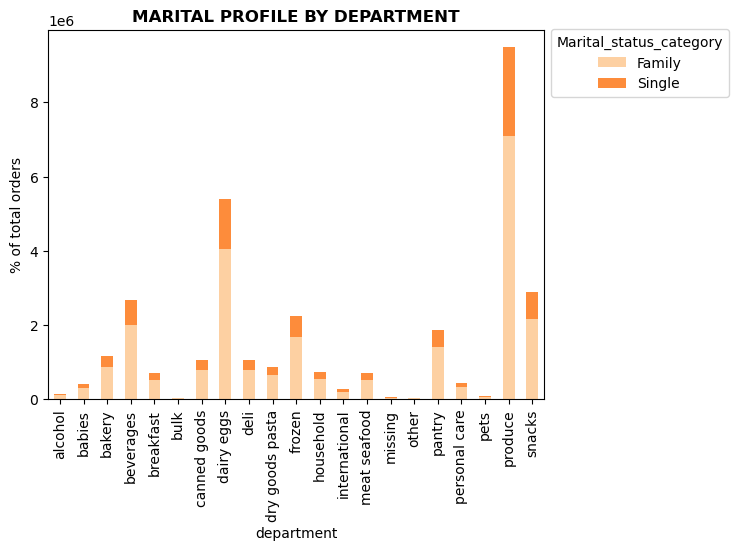 MARITAL PROFILE BY DEPARTMENT
1e6
Marital_status_category
Family
Single
8
6
4
2
0
% of total orders
alcohol
babies
bakery
beverages
breakfast
bulk
canned goods
dairy eggs
deli
dry goods pasta
frozen
household
international
meat seafood
missing
other
pantry
personal care
pets
produce
snacks
department